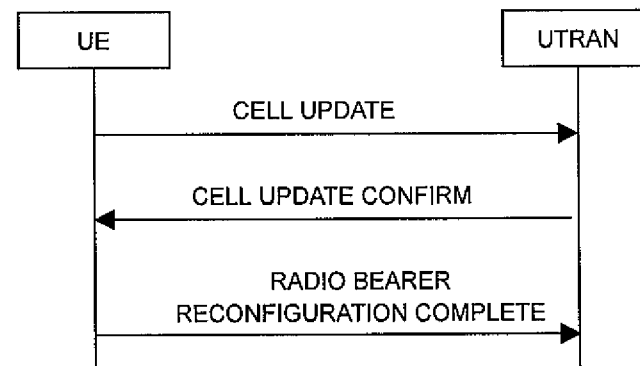 UE
UTRAN
CELL UPDATE
CELL UPDATE CONFIRM
RADIO BEARER
RECONFIGURATION COMPLETE